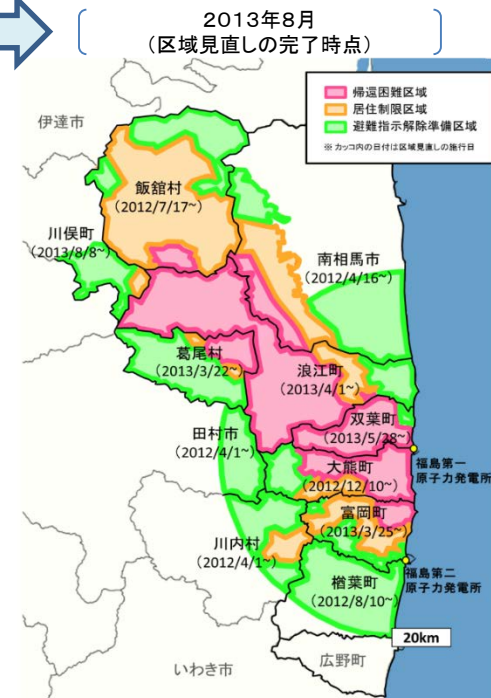 2013年8月
(区域見直しの完了時点)
帰還困難区域
居住制限区域
避難指示解除準備区域
※ カッコ内の日付は区域見直しの施行日
伊達市
飯舘村
(2012/7/17~)
川俣町
(2013/8/8~)
南相馬市
(2012/4/16~)
葛尾村
(2013/3/22~)
浪江町
(2013/4/1~)
双葉町
(2013/5/28~)
田村市
(2012/4/1~)
大熊町
(2012/12/10~)
福島第一
原子力発電所
富岡町
(2013/3/25~)
川内村
(2012/4/1~)
福島第二
原子力発電所
楢葉町
(2012/8/10~)
20km
いわき市
広野町